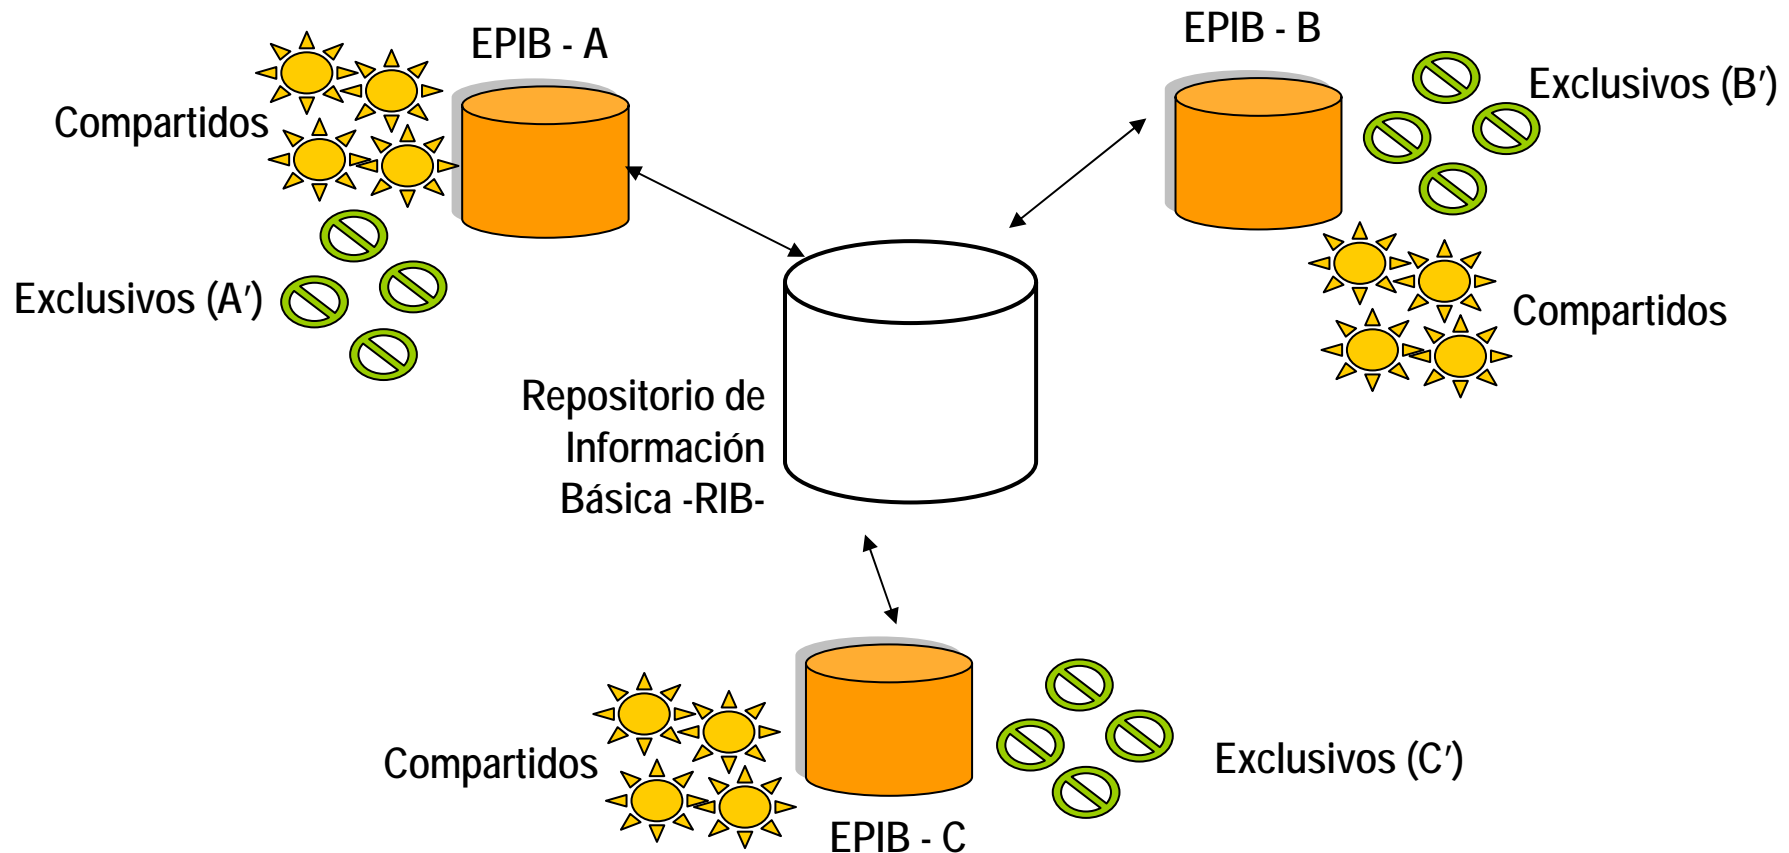 EPIB - A
EPIB - B
Compartidos
Exclusivos (B')
Exclusivos (A')
Compartidos
Repositorio de
Información
Básica -RIB-
Compartidos
Exclusivos (C')
EPIB - C